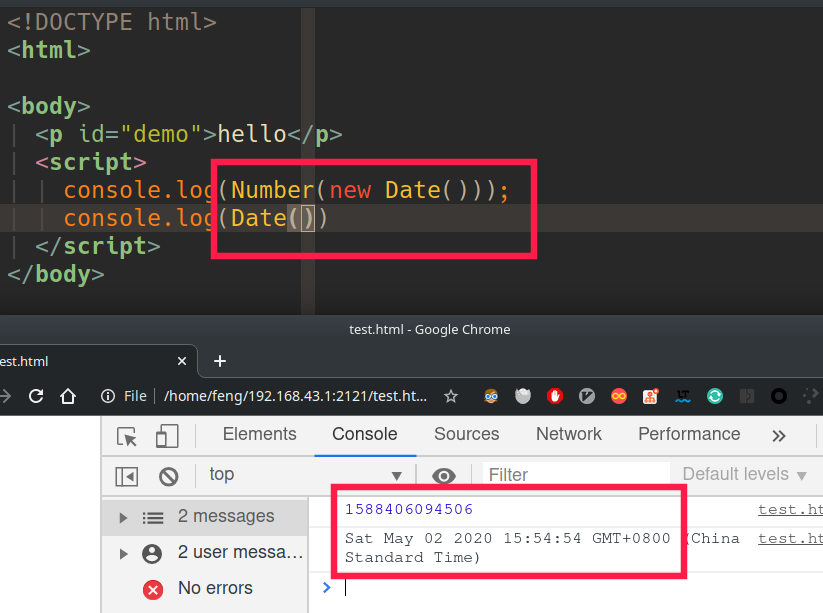 <!DOCTYPE html>
<html>
<body>
<p id="demo">hello</p>
<script>
console.log(Number(new Date()));
console.log(Date())
</script>
</body>
test.html - Google Chrome
est.html
File /home/feng/192.168.43.1:2121/test.ht...
Elements Console Sources Network Performance
top Filter Default levels
2 messages
1588406094506 test.ht
2 user messa...
Sat May 02 2020 15:54:54 GMT+0800 (China test.ht
Standard Time)
No errors